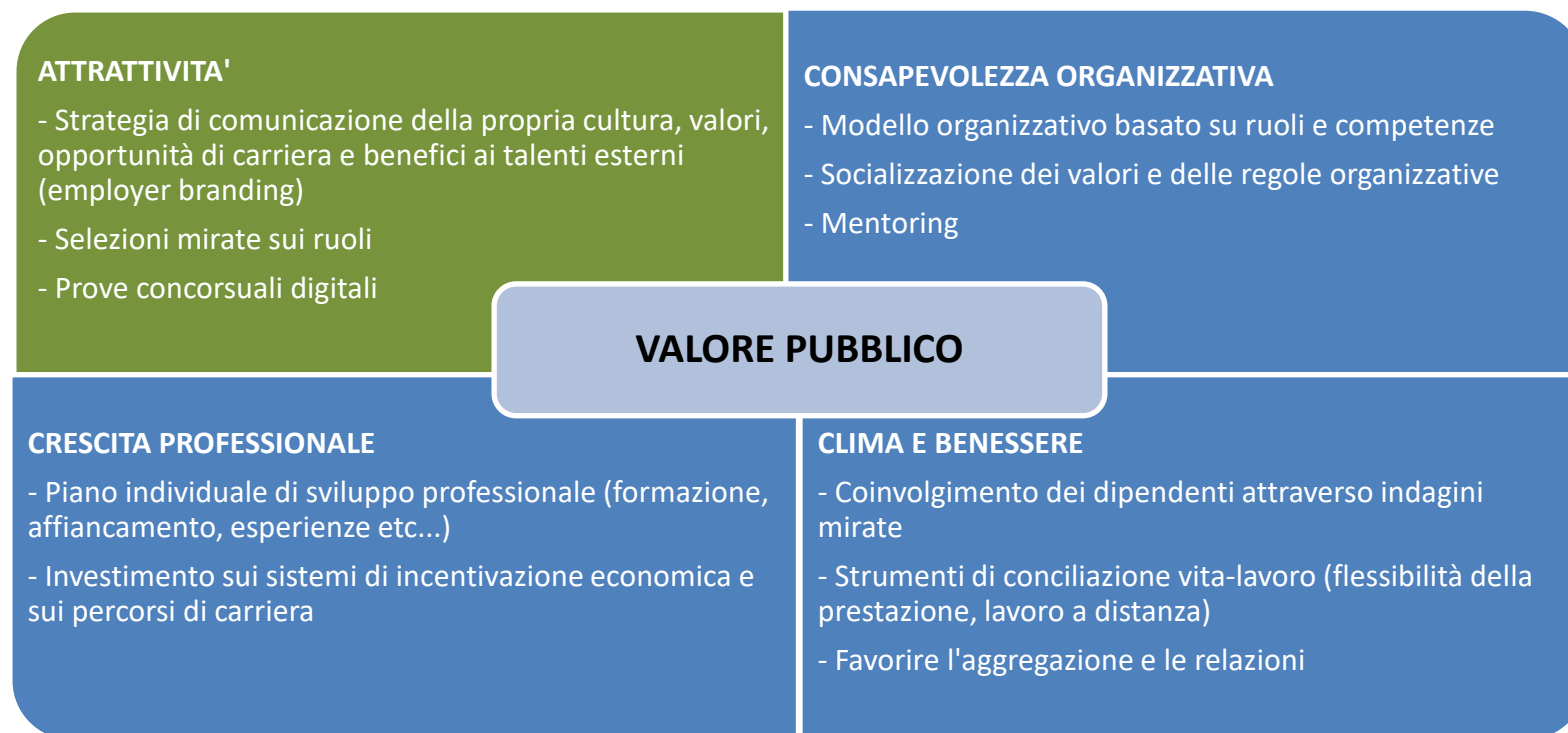 ATTRATTIVITA'
- Strategia di comunicazione della propria cultura, valori,
opportunità di carriera e benefici ai talenti esterni
(employer branding)
- Selezioni mirate sui ruoli
- Prove concorsuali digitali
CONSAPEVOLEZZA ORGANIZZATIVA
- Modello organizzativo basato su ruoli e competenze
- Socializzazione dei valori e delle regole organizzative
- Mentoring
VALORE PUBBLICO
CRESCITA PROFESSIONALE
- Piano individuale di sviluppo professionale (formazione,
affiancamento, esperienze etc...)
- Investimento sui sistemi di incentivazione economica e
sui percorsi di carriera
CLIMA E BENESSERE
- Coinvolgimento dei dipendenti attraverso indagini
mirate
- Strumenti di conciliazione vita-lavoro (flessibilità della
prestazione, lavoro a distanza)
- Favorire l'aggregazione e le relazioni